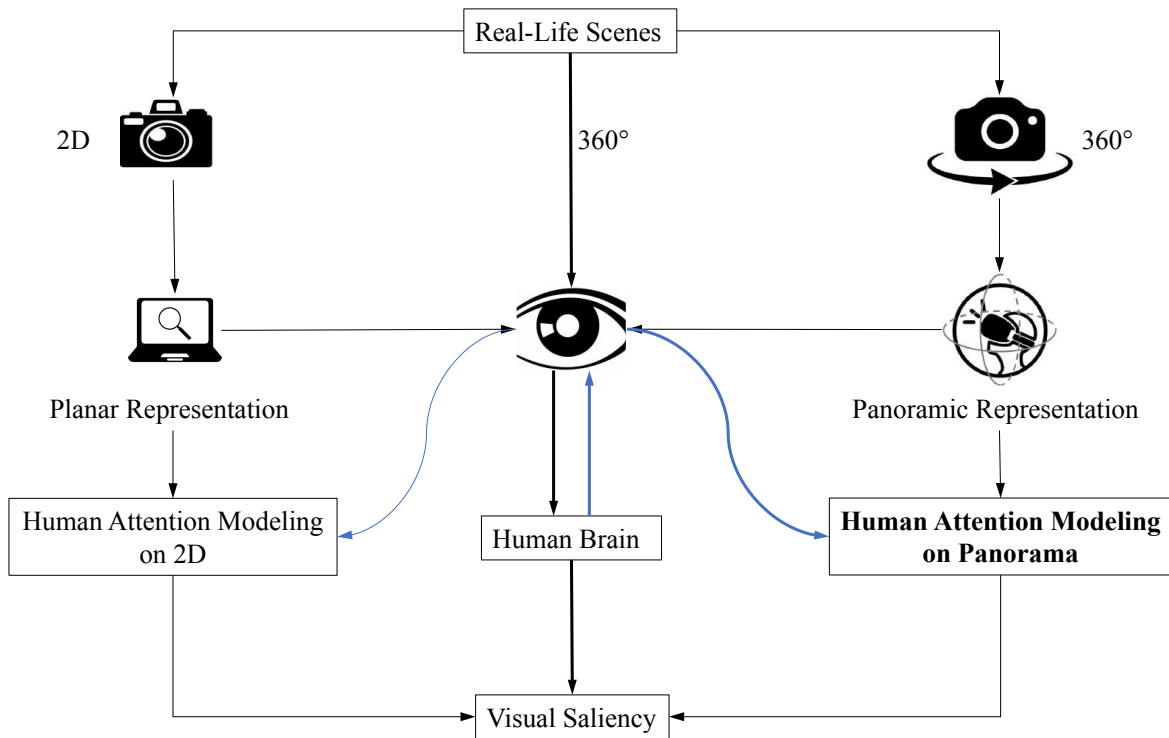 Real-Life Scenes
2D
360°
360°
Planar Representation
Panoramic Representation
Human Attention Modeling
on 2D
Human Brain
Human Attention Modeling
on Panorama
Visual Saliency